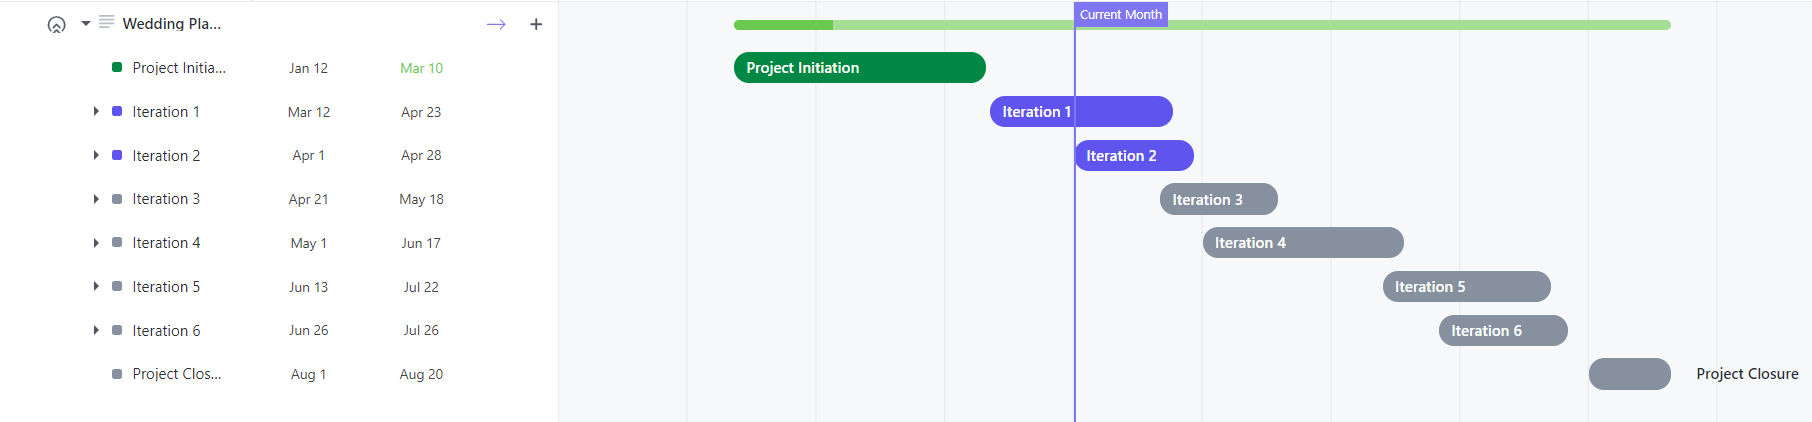 Wedding Pla...
Current Month
Project Initia... Jan 12 Mar 10 Project Initiation
Iteration 1 Mar 12 Apr 23 Iteration 1
Iteration 2 Apr 1 Apr 28 Iteration 2
Iteration 3 Apr 21 May 18 Iteration 3
Iteration 4 May 1 Jun 17 Iteration 4
Iteration 5 Jun 13 Jul 22 Iteration 5
Iteration 6 Jun 26 Jul 26 Iteration 6
Project Clos... Aug 1 Aug 20 Project Closure